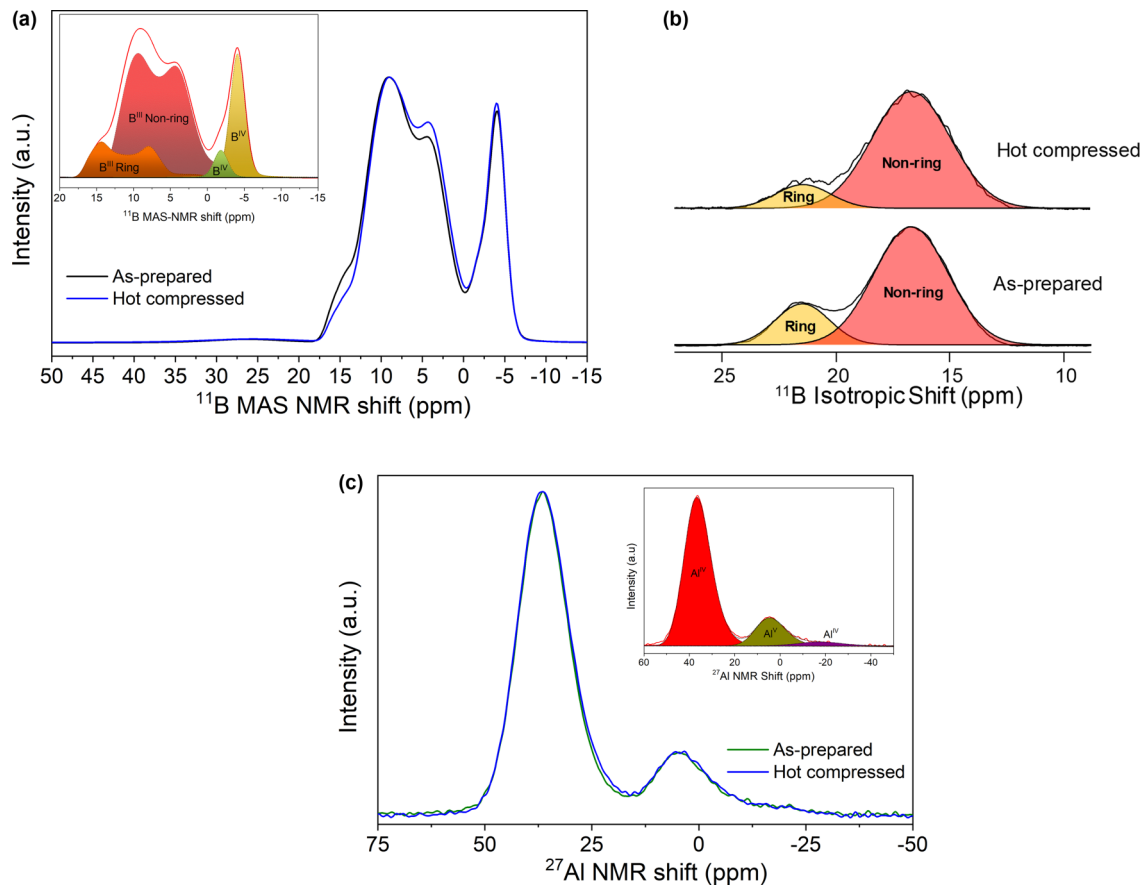 (a)
Intensity (a.u.)
B^III Non-ring
B^III Ring
B^IV
B^IV
20 15 10 5 0 -5 -10 -15
¹¹B MAS-NMR shift (ppm)
As-prepared
Hot compressed
50 45 40 35 30 25 20 15 10 5 0 -5 -10 -15
¹¹B MAS NMR shift (ppm)
(b)
Hot compressed
Ring
Non-ring
As-prepared
Ring
Non-ring
25 20 15 10
¹¹B Isotropic Shift (ppm)
(c)
Intensity (a.u.)
Intensity (a.u)
Al^IV
Al^V
Al^IV
60 40 20 0 -20 -40
²⁷Al NMR Shift (ppm)
As-prepared
Hot compressed
75 50 25 0 -25 -50
²⁷Al NMR shift (ppm)